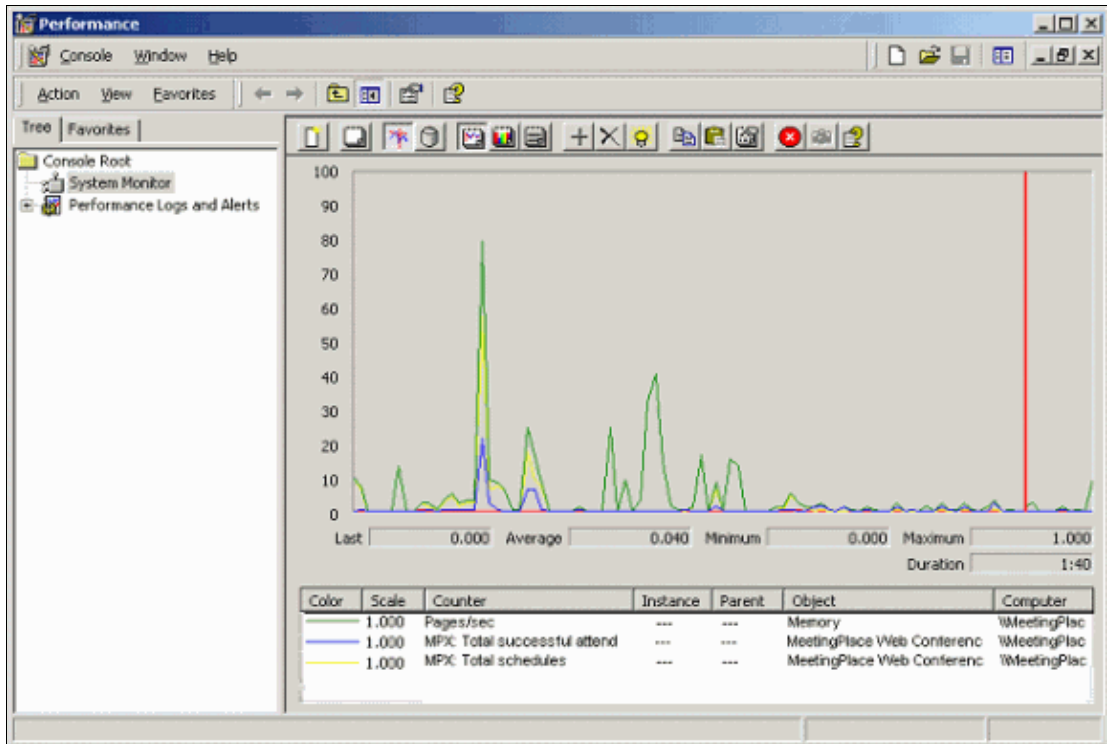 Performance
Console Window Help
Action View Favorites
Tree Favorites
Console Root
System Monitor
Performance Logs and Alerts
100
90
80
70
60
50
40
30
20
10
0
Last 0.000 Average 0.040 Minimum 0.000 Maximum 1.000
Duration 1:40
Color Scale Counter Instance Parent Object Computer
1.000 Pages/sec --- --- Memory \\MeetingPlac
1.000 MPX: Total successful attend --- --- MeetingPlace Web Conferenc \\MeetingPlac
1.000 MPX: Total schedules --- --- MeetingPlace Web Conferenc \\MeetingPlac